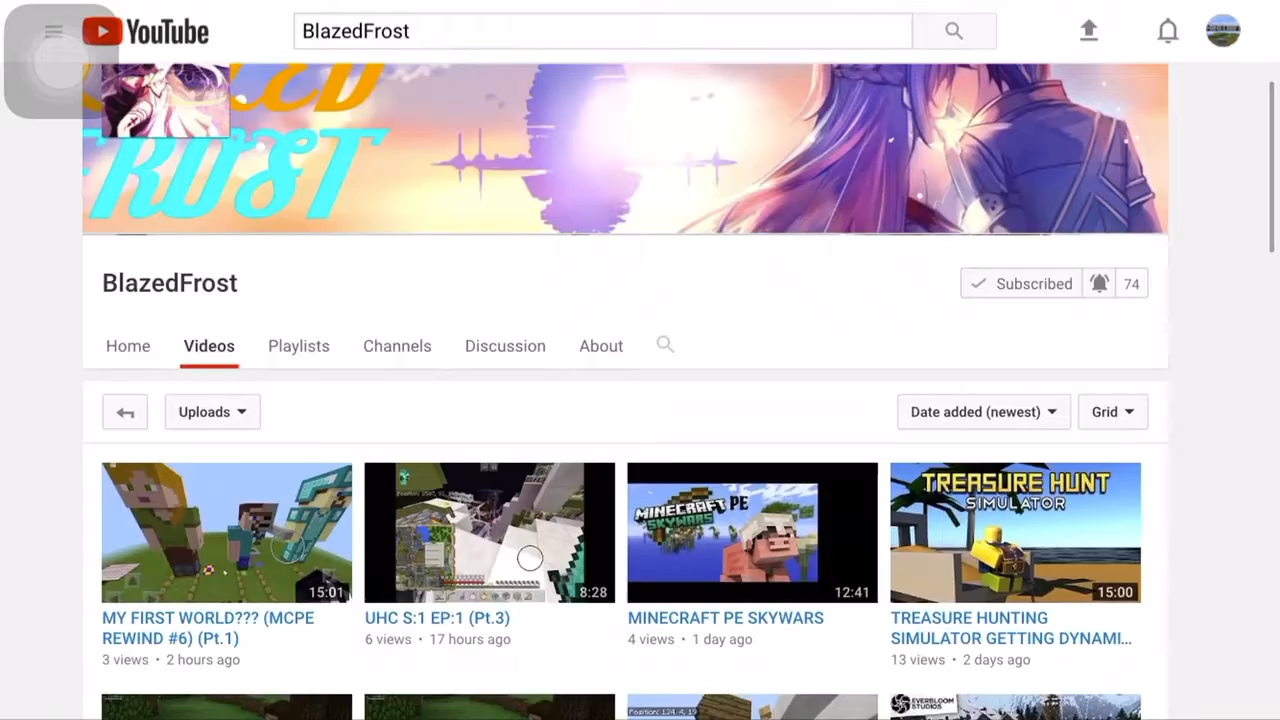 YouTube
BlazedFrost
FROST
BlazedFrost
Subscribed
74
Home
Videos
Playlists
Channels
Discussion
About
Uploads
Date added (newest)
Grid
15:01
8:28
MINECRAFT PE
SKYWARS
12:41
TREASURE HUNT
SIMULATOR
15:00
MY FIRST WORLD??? (MCPE
REWIND #6) (Pt.1)
3 views • 2 hours ago
UHC S:1 EP:1 (Pt.3)
6 views • 17 hours ago
MINECRAFT PE SKYWARS
4 views • 1 day ago
TREASURE HUNTING
SIMULATOR GETTING DYNAMI...
13 views • 2 days ago
EVERBLOOM
STUDIOS